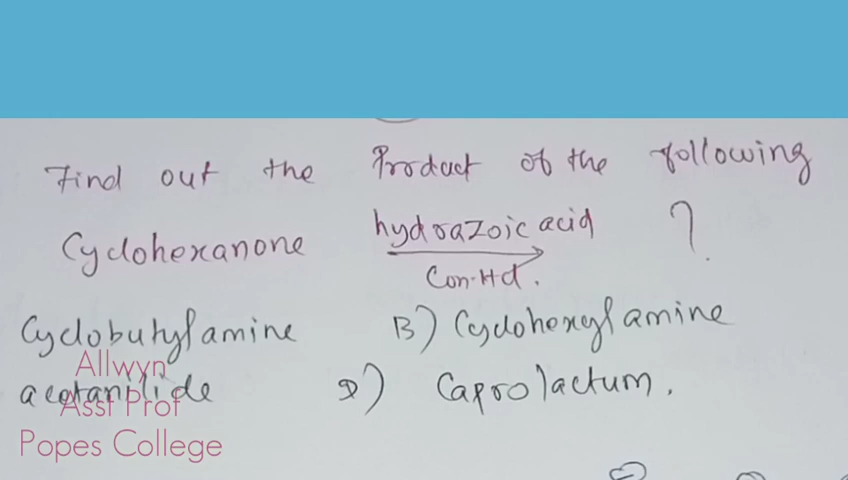 Find out the Product of the following
Cyclohexanone hydrazoic acid ?
Con·Hcl.
Cyclobutylamine B) Cyclohexylamine
Allwyn
acetanilide D) Caprolactum.
Asst Prof
Popes College